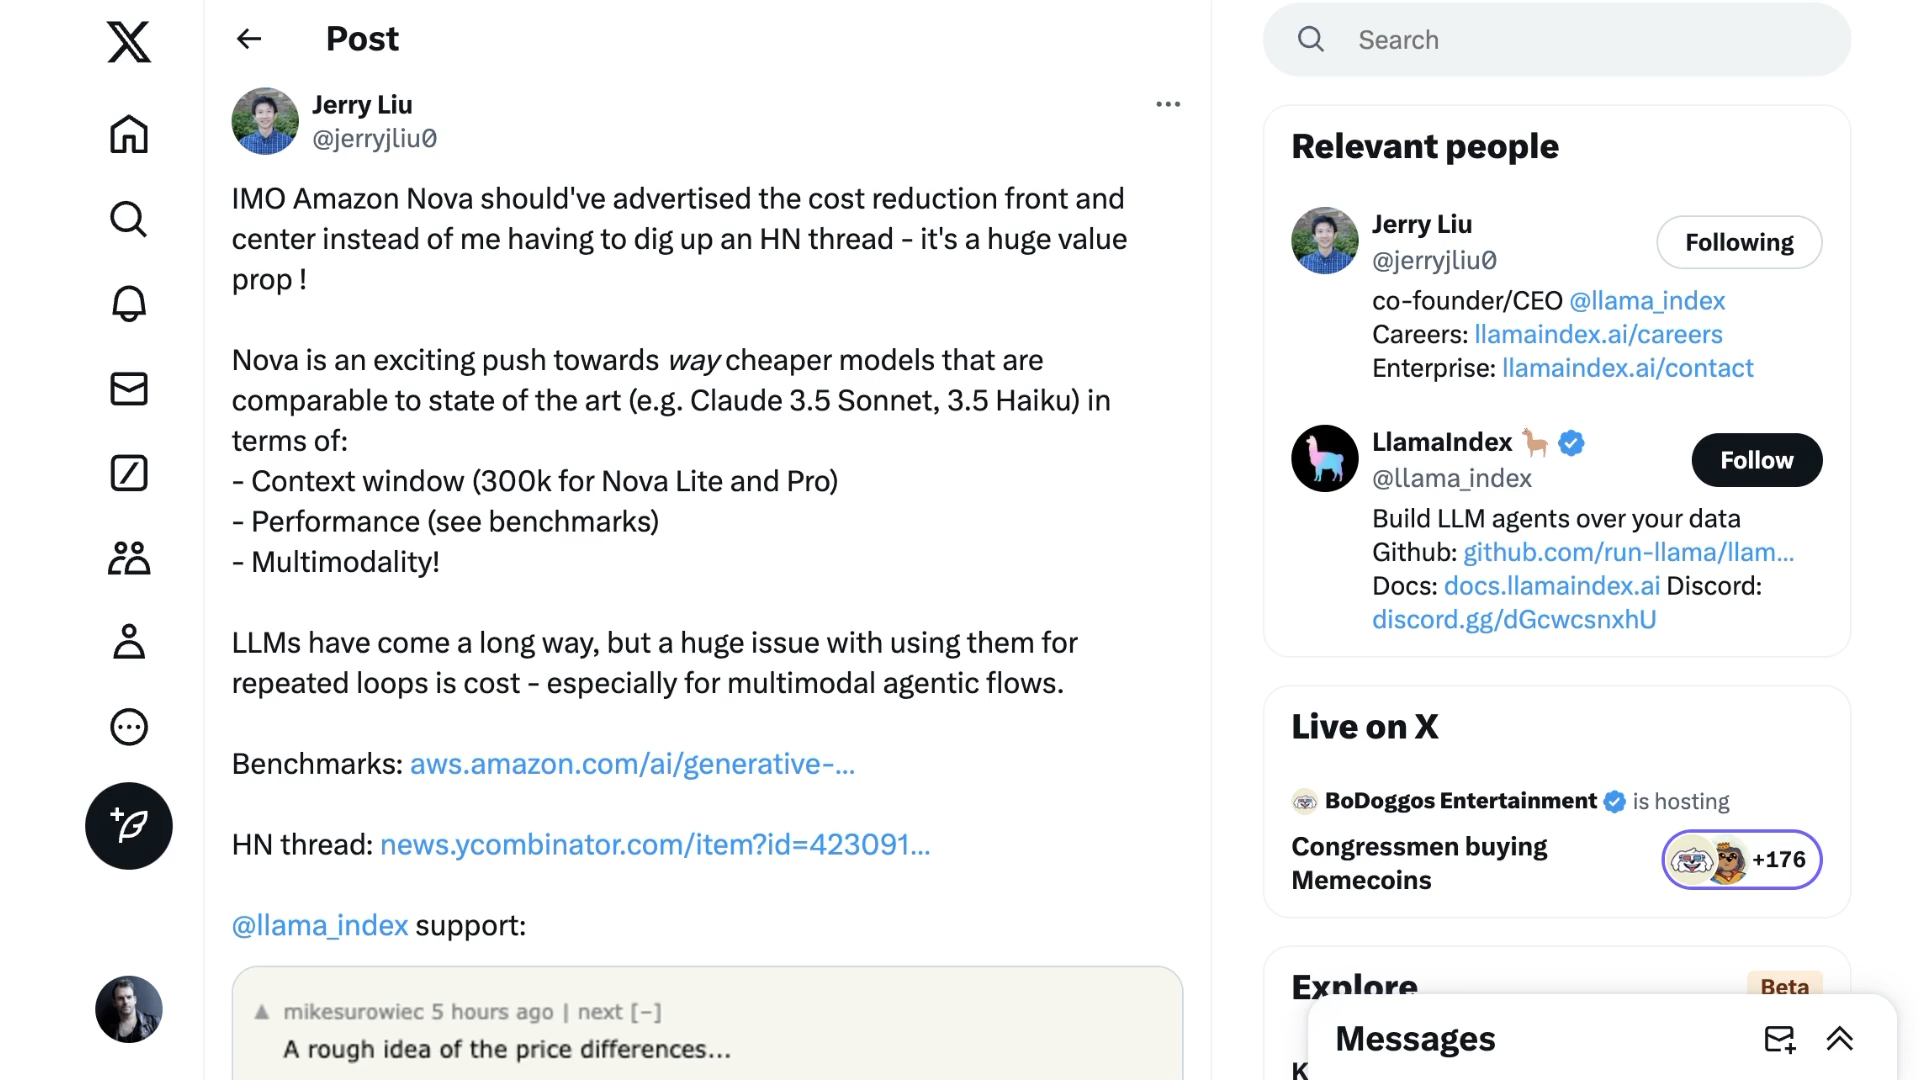 Post
Jerry Liu
@jerryjliu0
IMO Amazon Nova should've advertised the cost reduction front and
center instead of me having to dig up an HN thread - it's a huge value
prop !
Nova is an exciting push towards way cheaper models that are
comparable to state of the art (e.g. Claude 3.5 Sonnet, 3.5 Haiku) in
terms of:
- Context window (300k for Nova Lite and Pro)
- Performance (see benchmarks)
- Multimodality!
LLMs have come a long way, but a huge issue with using them for
repeated loops is cost - especially for multimodal agentic flows.
Benchmarks: aws.amazon.com/ai/generative-...
HN thread: news.ycombinator.com/item?id=423091...
@llama_index support:
mikesurowiec 5 hours ago | next [-]
A rough idea of the price differences...
Search
Relevant people
Jerry Liu
@jerryjliu0
Following
co-founder/CEO @llama_index
Careers: llamaindex.ai/careers
Enterprise: llamaindex.ai/contact
LlamaIndex 🦙
@llama_index
Follow
Build LLM agents over your data
Github: github.com/run-llama/llam...
Docs: docs.llamaindex.ai Discord:
discord.gg/dGcwcsnxhU
Live on X
BoDoggos Entertainment is hosting
Congressmen buying
Memecoins
+176
Explore
Beta
Messages